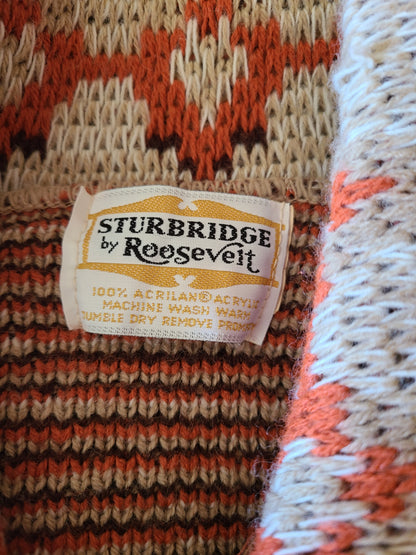 STURBRIDGE
by Roosevelt
100% ACRILAN® ACRYLIC
MACHINE WASH WARM
TUMBLE DRY REMOVE PROMPTLY